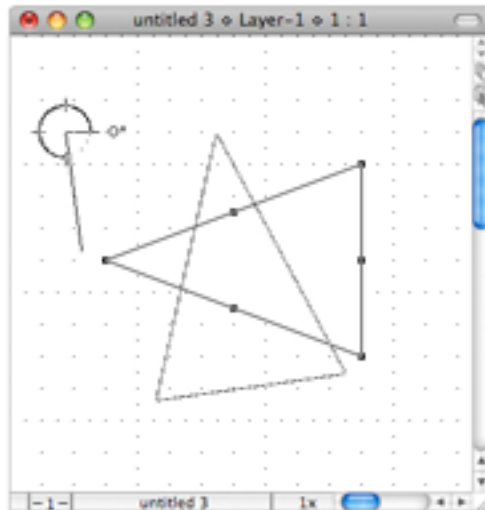 untitled 3 ⋄ Layer-1 ⋄ 1 : 1
0°
-1-
untitled 3
1x